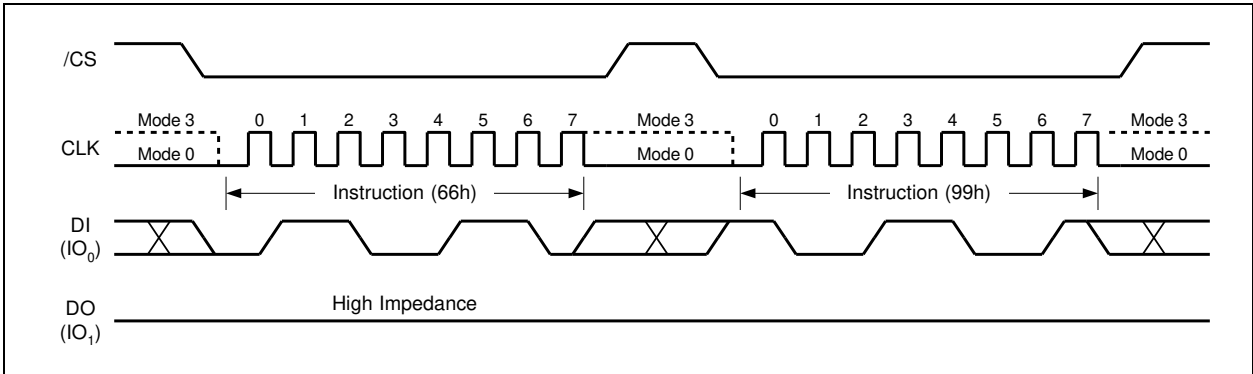 /CS
Mode 3 0 1 2 3 4 5 6 7 Mode 3 0 1 2 3 4 5 6 7 Mode 3
CLK
Mode 0 Mode 0 Mode 0
Instruction (66h) Instruction (99h)
DI
(IO0)
High Impedance
DO
(IO1)